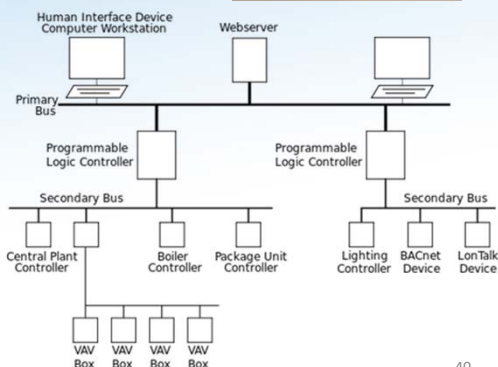 Human Interface Device
Computer Workstation
Webserver
Primary
Bus
Programmable
Logic Controller
Programmable
Logic Controller
Secondary Bus
Secondary Bus
Central Plant
Controller
Boiler
Controller
Package Unit
Controller
Lighting
Controller
BACnet
Device
LonTalk
Device
VAV
Box
VAV
Box
VAV
Box
VAV
Box
40